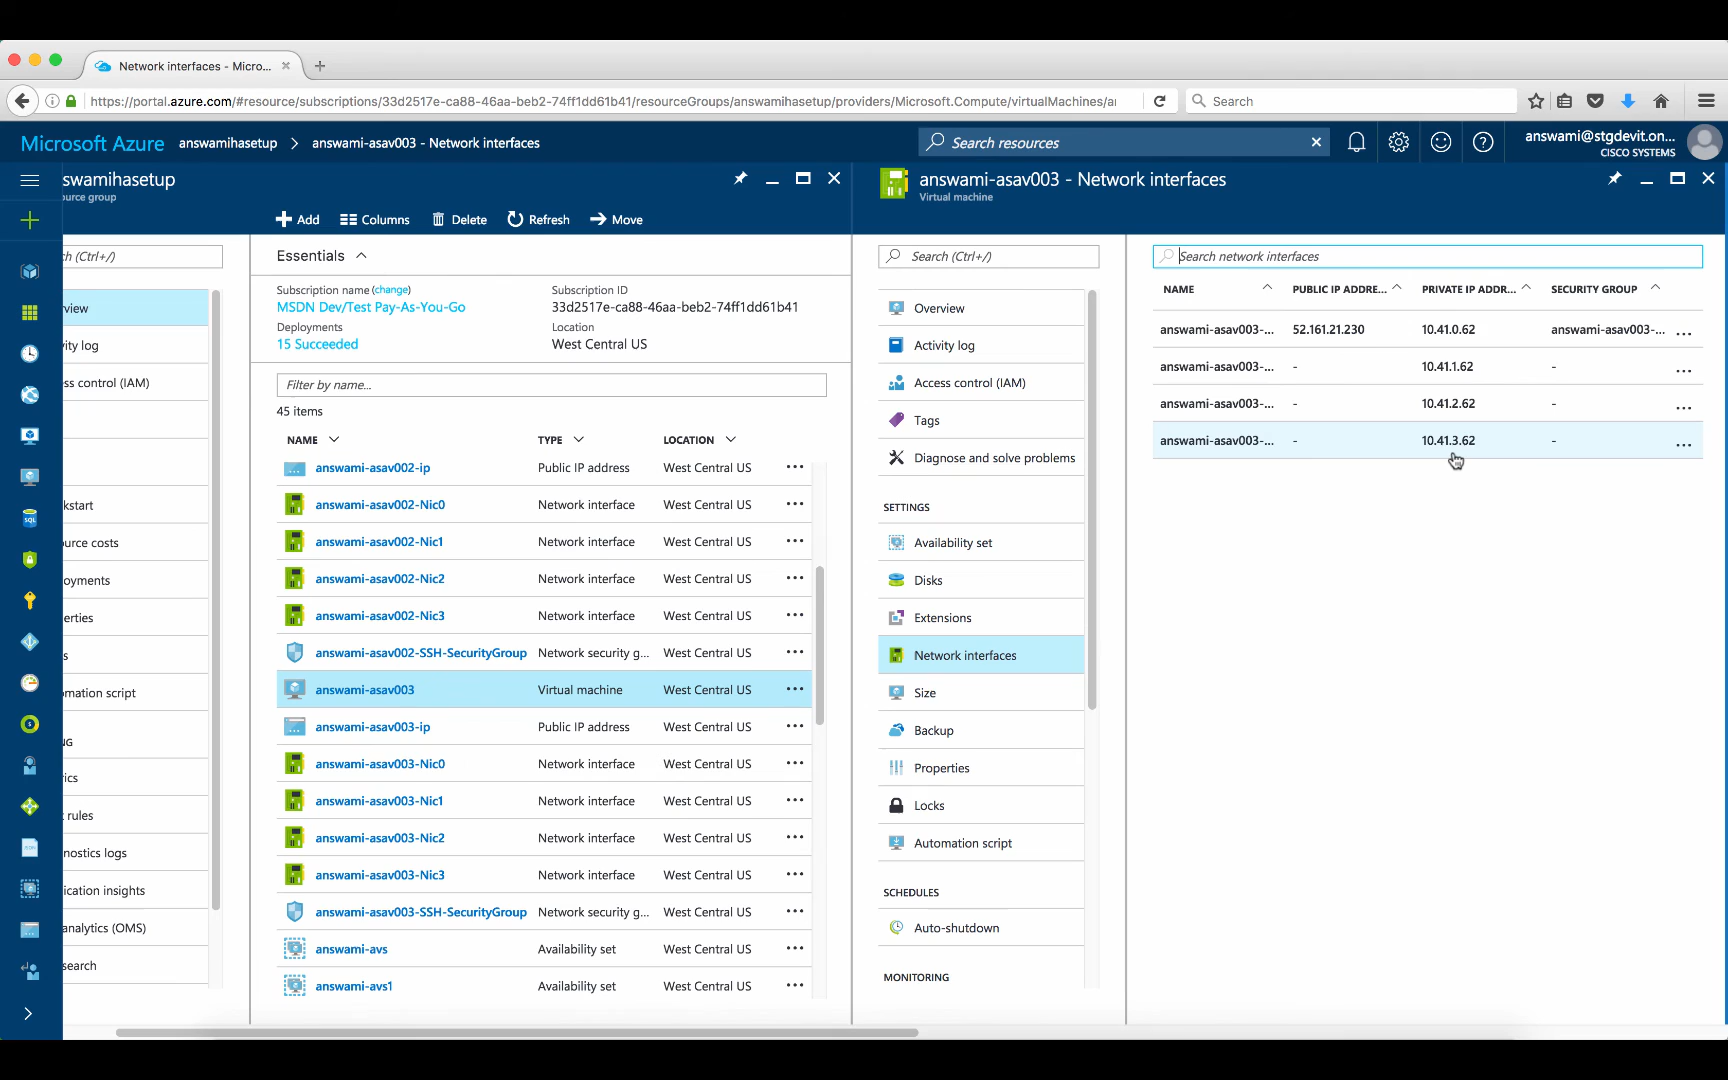 Network interfaces - Micro...
https://portal.azure.com/#resource/subscriptions/33d2517e-ca88-46aa-beb2-74ff1dd61b41/resourceGroups/answamihasetup/providers/Microsoft.Compute/virtualMachines/ar
Search
Microsoft Azure answamihasetup > answami-asav003 - Network interfaces
Search resources
answami@stgdevit.on...
CISCO SYSTEMS
swamihasetup
ource group
Add Columns Delete Refresh Move
ch (Ctrl+/)
rview
ity log
ss control (IAM)
kstart
urce costs
oyments
erties
s
mation script
NG
rics
t rules
nostics logs
ication insights
analytics (OMS)
search
Essentials
Subscription name (change)
MSDN Dev/Test Pay-As-You-Go
Deployments
15 Succeeded
Subscription ID
33d2517e-ca88-46aa-beb2-74ff1dd61b41
Location
West Central US
Filter by name...
45 items
NAME TYPE LOCATION
answami-asav002-ip Public IP address West Central US ...
answami-asav002-Nic0 Network interface West Central US ...
answami-asav002-Nic1 Network interface West Central US ...
answami-asav002-Nic2 Network interface West Central US ...
answami-asav002-Nic3 Network interface West Central US ...
answami-asav002-SSH-SecurityGroup Network security g... West Central US ...
answami-asav003 Virtual machine West Central US ...
answami-asav003-ip Public IP address West Central US ...
answami-asav003-Nic0 Network interface West Central US ...
answami-asav003-Nic1 Network interface West Central US ...
answami-asav003-Nic2 Network interface West Central US ...
answami-asav003-Nic3 Network interface West Central US ...
answami-asav003-SSH-SecurityGroup Network security g... West Central US ...
answami-avs Availability set West Central US ...
answami-avs1 Availability set West Central US ...
answami-asav003 - Network interfaces
Virtual machine
Search (Ctrl+/)
Overview
Activity log
Access control (IAM)
Tags
Diagnose and solve problems
SETTINGS
Availability set
Disks
Extensions
Network interfaces
Size
Backup
Properties
Locks
Automation script
SCHEDULES
Auto-shutdown
MONITORING
Search network interfaces
NAME PUBLIC IP ADDRE... PRIVATE IP ADDR... SECURITY GROUP
answami-asav003-... 52.161.21.230 10.41.0.62 answami-asav003-... ...
answami-asav003-... - 10.41.1.62 - ...
answami-asav003-... - 10.41.2.62 - ...
answami-asav003-... - 10.41.3.62 - ...